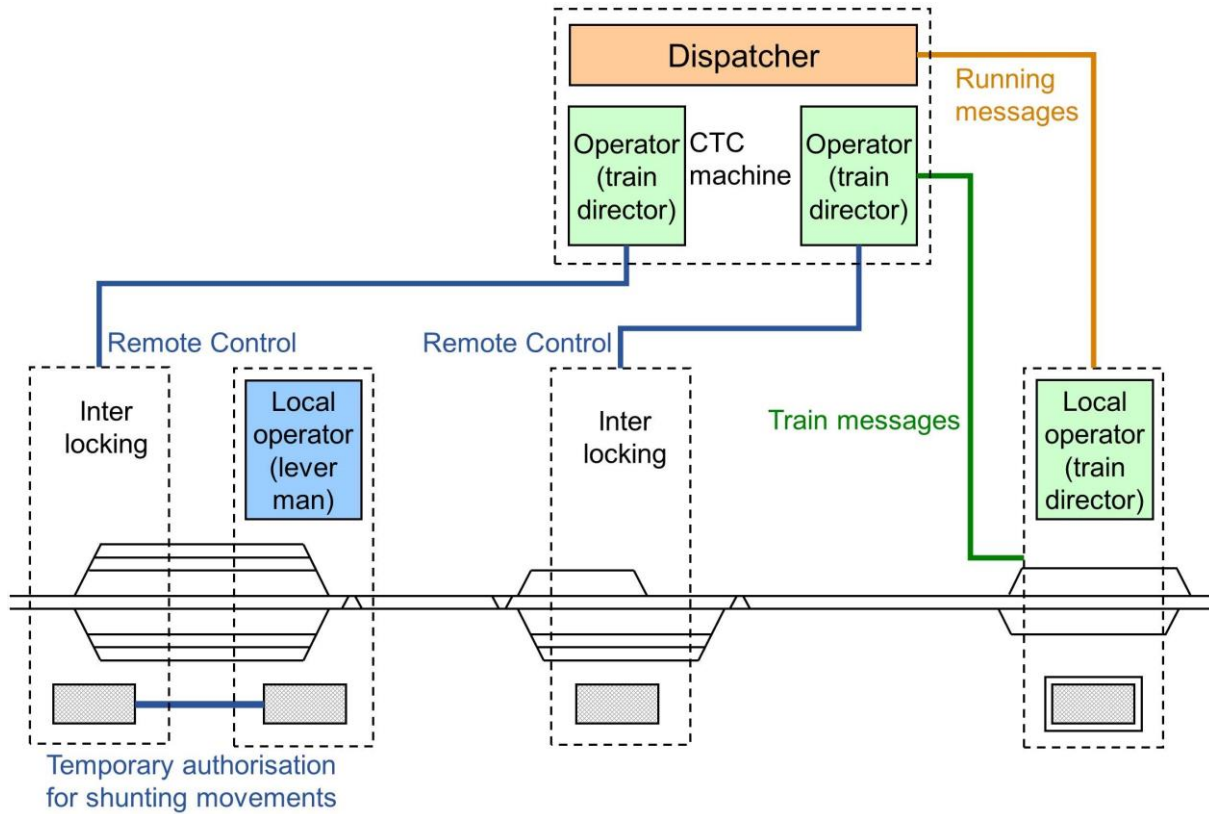 Dispatcher
Running
messages
Operator
(train
director)
CTC
machine
Operator
(train
director)
Remote Control
Remote Control
Train messages
Inter
locking
Local
operator
(lever
man)
Inter
locking
Local
operator
(train
director)
Temporary authorisation
for shunting movements